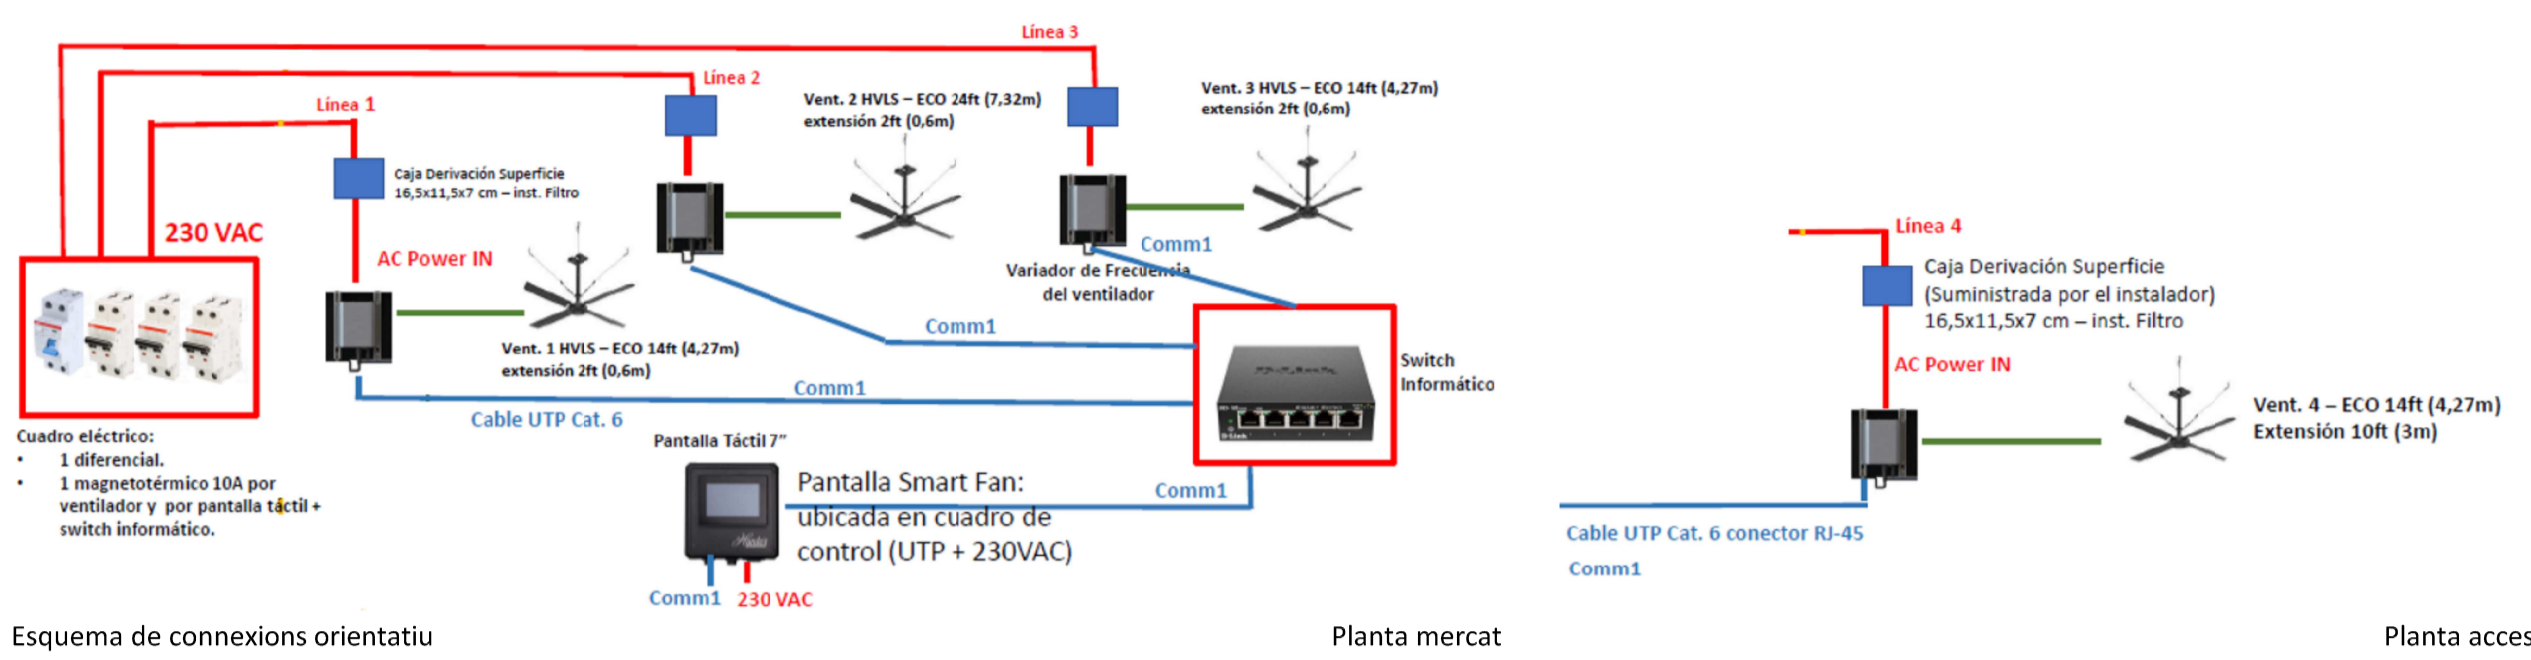 Línea 3
Línea 2
Línea 1
Vent. 2 HVLS – ECO 24ft (7,32m)
extensión 2ft (0,6m)
Vent. 3 HVLS – ECO 14ft (4,27m)
extensión 2ft (0,6m)
Caja Derivación Superficie
16,5x11,5x7 cm – inst. Filtro
230 VAC
AC Power IN
Comm1
Variador de Frecuencia
del ventilador
Comm1
Vent. 1 HVLS – ECO 14ft (4,27m)
extensión 2ft (0,6m)
Comm1
Cable UTP Cat. 6
D-Link
D-Link
Switch
Informático
Cuadro eléctrico:
• 1 diferencial.
• 1 magnetotérmico 10A por
ventilador y por pantalla táctil +
switch informático.
Pantalla Táctil 7”
Pantalla Smart Fan:
ubicada en cuadro de
control (UTP + 230VAC)
Comm1
Comm1
230 VAC
Línea 4
Caja Derivación Superficie
(Suministrada por el instalador)
16,5x11,5x7 cm – inst. Filtro
AC Power IN
Vent. 4 – ECO 14ft (4,27m)
Extensión 10ft (3m)
Cable UTP Cat. 6 conector RJ-45
Comm1
Esquema de connexions orientatiu
Planta mercat
Planta acces